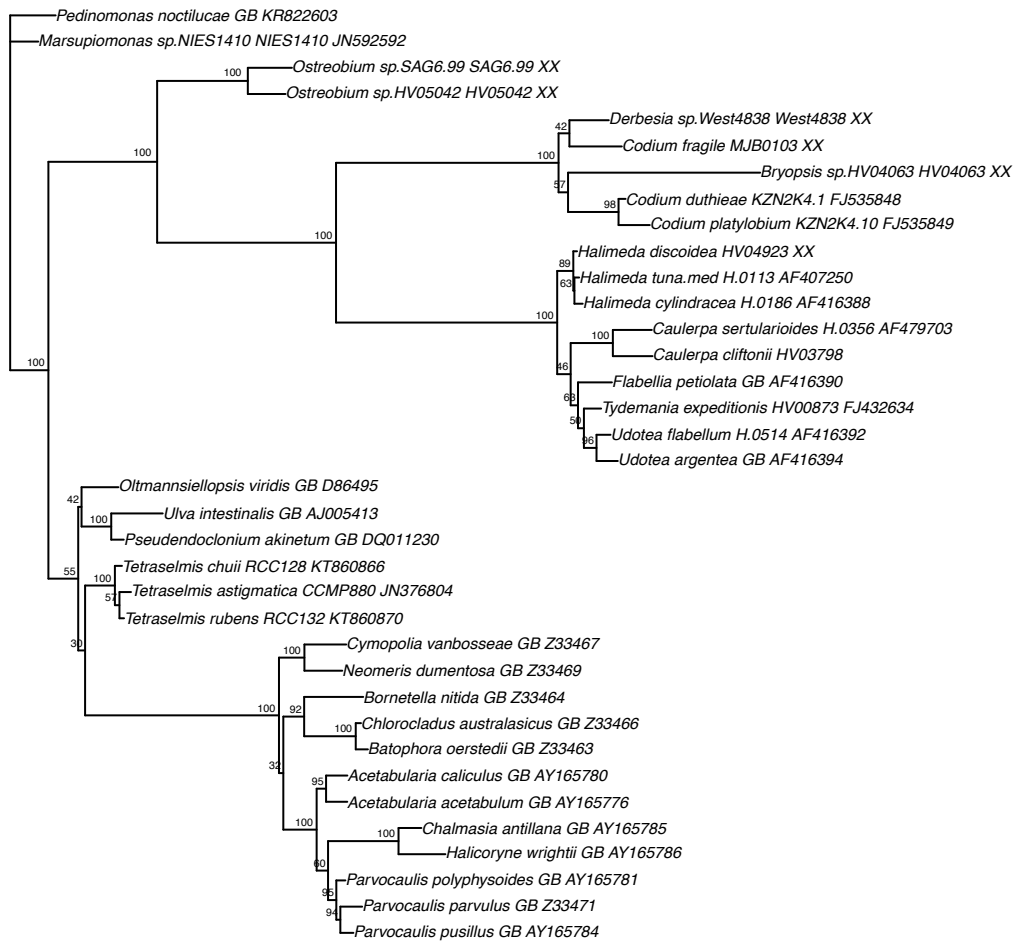 Pedinomonas noctilucae GB KR822603
Marsupiomonas sp.NIES1410 NIES1410 JN592592
Ostreobium sp.SAG6.99 SAG6.99 XX
100
Ostreobium sp.HV05042 HV05042 XX
Derbesia sp.West4838 West4838 XX
42
Codium fragile MJB0103 XX
100
100
Bryopsis sp.HV04063 HV04063 XX
57
Codium duthieae KZN2K4.1 FJ535848
98
Codium platylobium KZN2K4.10 FJ535849
100
Halimeda discoidea HV04923 XX
89
Halimeda tuna.med H.0113 AF407250
63
Halimeda cylindracea H.0186 AF416388
100
Caulerpa sertularioides H.0356 AF479703
100
Caulerpa cliftonii HV03798
100
46
Flabellia petiolata GB AF416390
63
Tydemania expeditionis HV00873 FJ432634
50
Udotea flabellum H.0514 AF416392
96
Udotea argentea GB AF416394
Oltmannsiellopsis viridis GB D86495
42
Ulva intestinalis GB AJ005413
100
Pseudendoclonium akinetum GB DQ011230
Tetraselmis chuii RCC128 KT860866
55
100
Tetraselmis astigmatica CCMP880 JN376804
57
Tetraselmis rubens RCC132 KT860870
30
Cymopolia vanbosseae GB Z33467
100
Neomeris dumentosa GB Z33469
Bornetella nitida GB Z33464
100
92
Chlorocladus australasicus GB Z33466
100
Batophora oerstedii GB Z33463
32
Acetabularia caliculus GB AY165780
95
Acetabularia acetabulum GB AY165776
100
Chalmasia antillana GB AY165785
100
Halicoryne wrightii GB AY165786
60
Parvocaulis polyphysoides GB AY165781
95
Parvocaulis parvulus GB Z33471
94
Parvocaulis pusillus GB AY165784